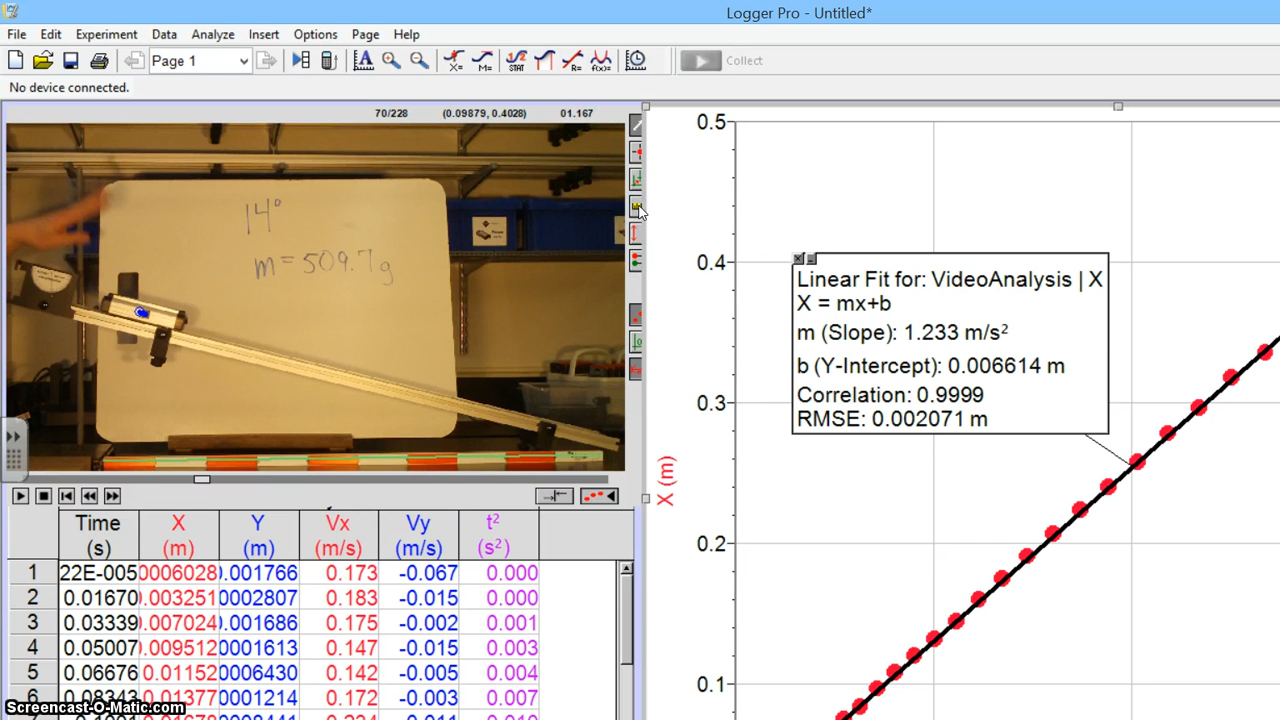 Logger Pro - Untitled*
File Edit Experiment Data Analyze Insert Options Page Help
Page 1
Collect
No device connected.
70/228 (0.09879, 0.4028) 01.167
14°
m = 509.7g
Linear Fit for: VideoAnalysis | X
X = mx+b
m (Slope): 1.233 m/s²
b (Y-Intercept): 0.006614 m
Correlation: 0.9999
RMSE: 0.002071 m
0.5
0.4
0.3
0.2
0.1
X (m)
Time X Y Vx Vy t²
(s) (m) (m) (m/s) (m/s) (s²)
1 22E-005 0006028 0.001766 0.173 -0.067 0.000
2 0.01670 0.003251 0002807 0.183 -0.015 0.000
3 0.03339 0.007024 0.001686 0.175 -0.002 0.001
4 0.05007 0.009512 0001613 0.147 -0.015 0.003
5 0.06676 0.01152 0006430 0.142 -0.005 0.004
6 0.08343 0.01377 0001214 0.172 -0.003 0.007
Screencast-O-Matic.com